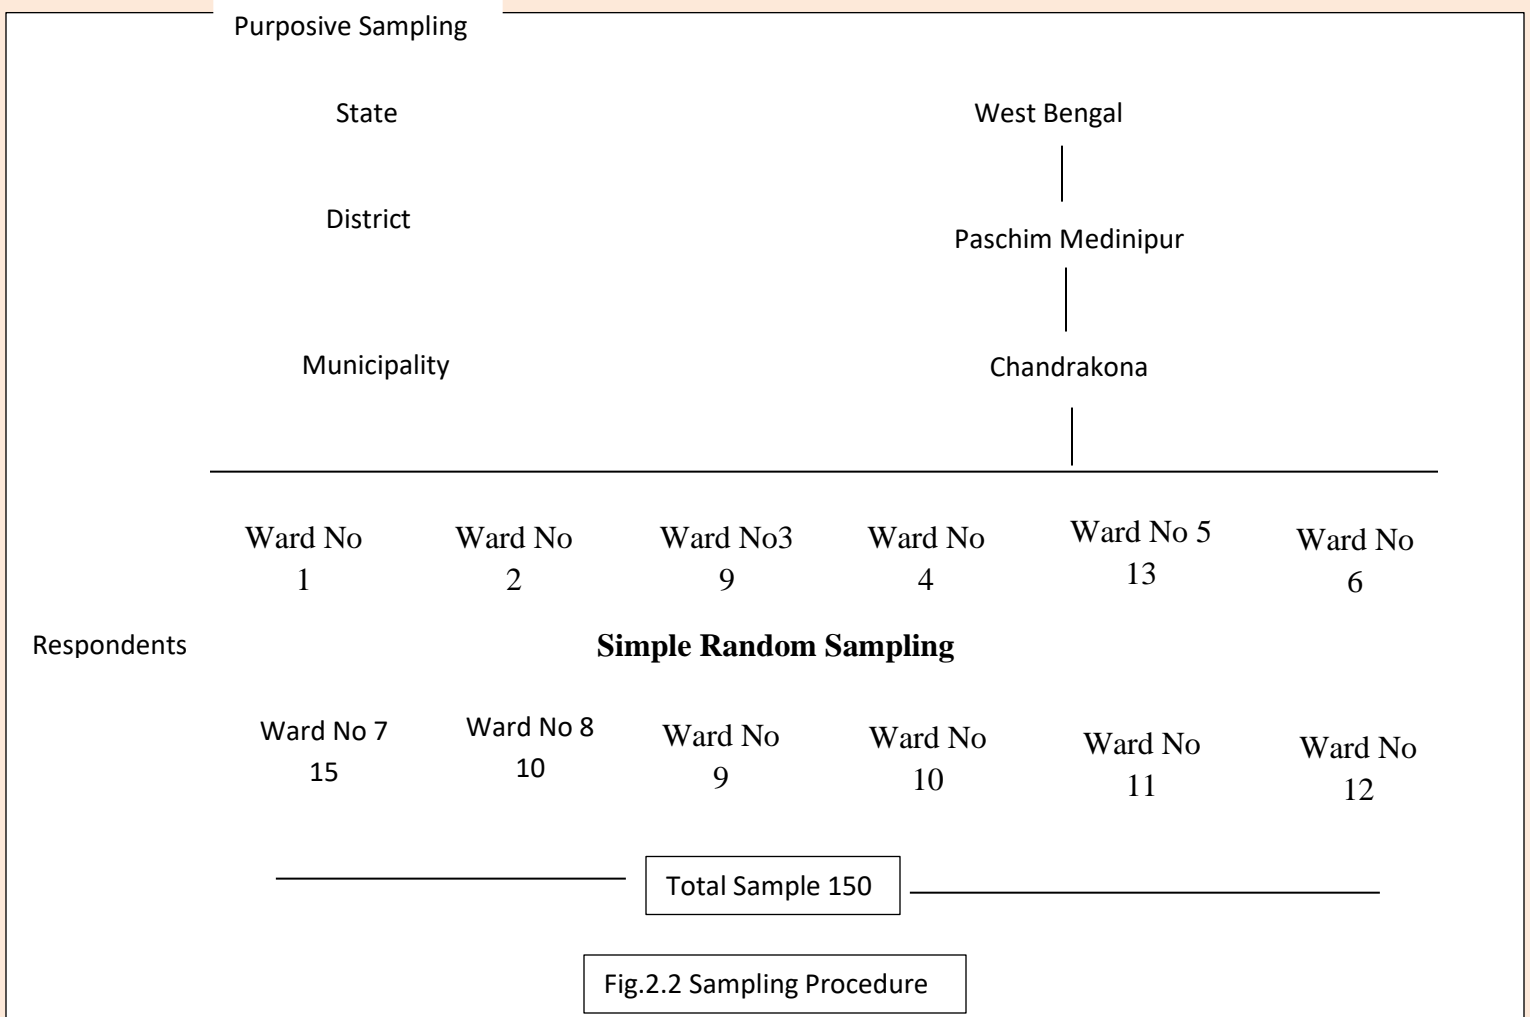 Purposive Sampling
State West Bengal
District
Paschim Medinipur
Municipality Chandrakona
Ward No Ward No Ward No3 Ward No Ward No 5 Ward No
1 2 9 4 13 6
Respondents Simple Random Sampling
Ward No 7 Ward No 8 Ward No Ward No Ward No Ward No
15 10 9 10 11 12
Total Sample 150
Fig.2.2 Sampling Procedure